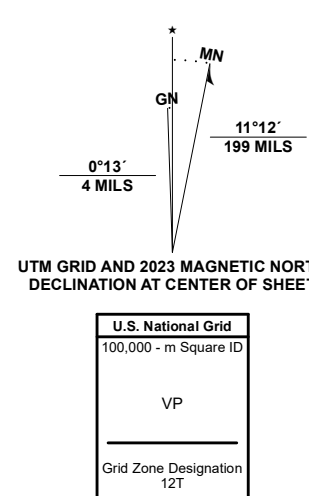 ★
MN
GN
11°12´
199 MILS
0°13´
4 MILS
UTM GRID AND 2023 MAGNETIC NORT
DECLINATION AT CENTER OF SHEET
U.S. National Grid
100,000 - m Square ID
VP
Grid Zone Designation
12T